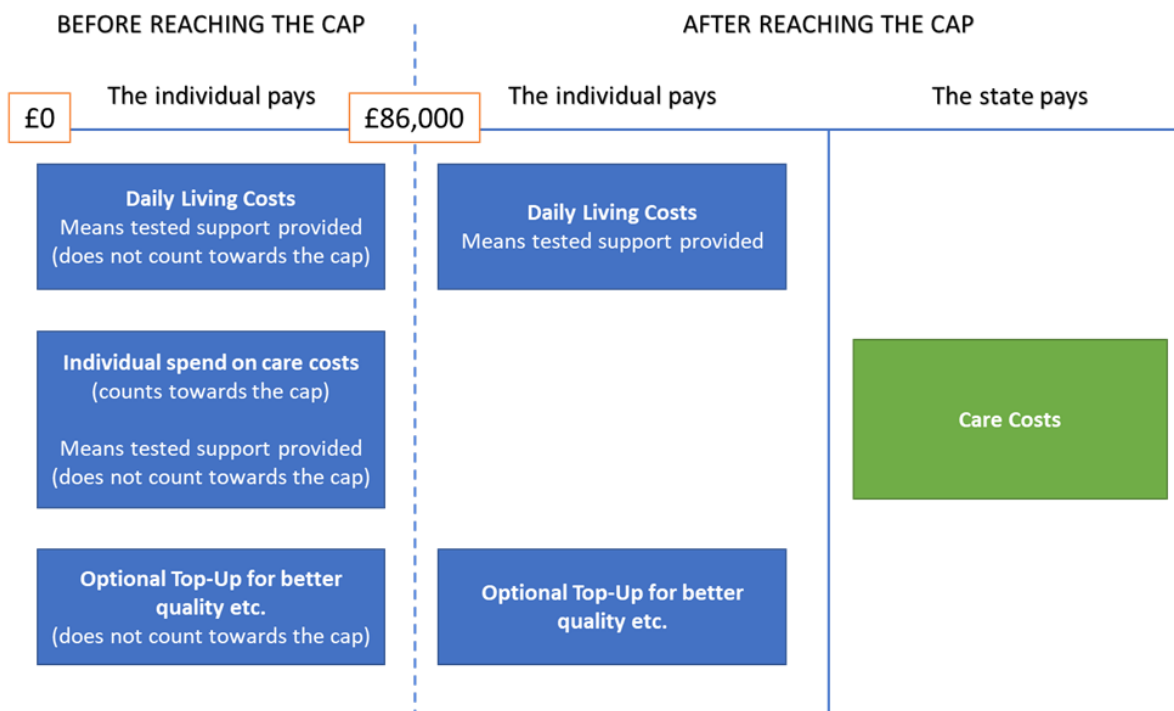 BEFORE REACHING THE CAP
AFTER REACHING THE CAP
The individual pays
The individual pays
The state pays
£0
£86,000
Daily Living Costs
Means tested support provided
(does not count towards the cap)
Daily Living Costs
Means tested support provided
Individual spend on care costs
(counts towards the cap)
Means tested support provided
(does not count towards the cap)
Care Costs
Optional Top-Up for better
quality etc.
(does not count towards the cap)
Optional Top-Up for better
quality etc.